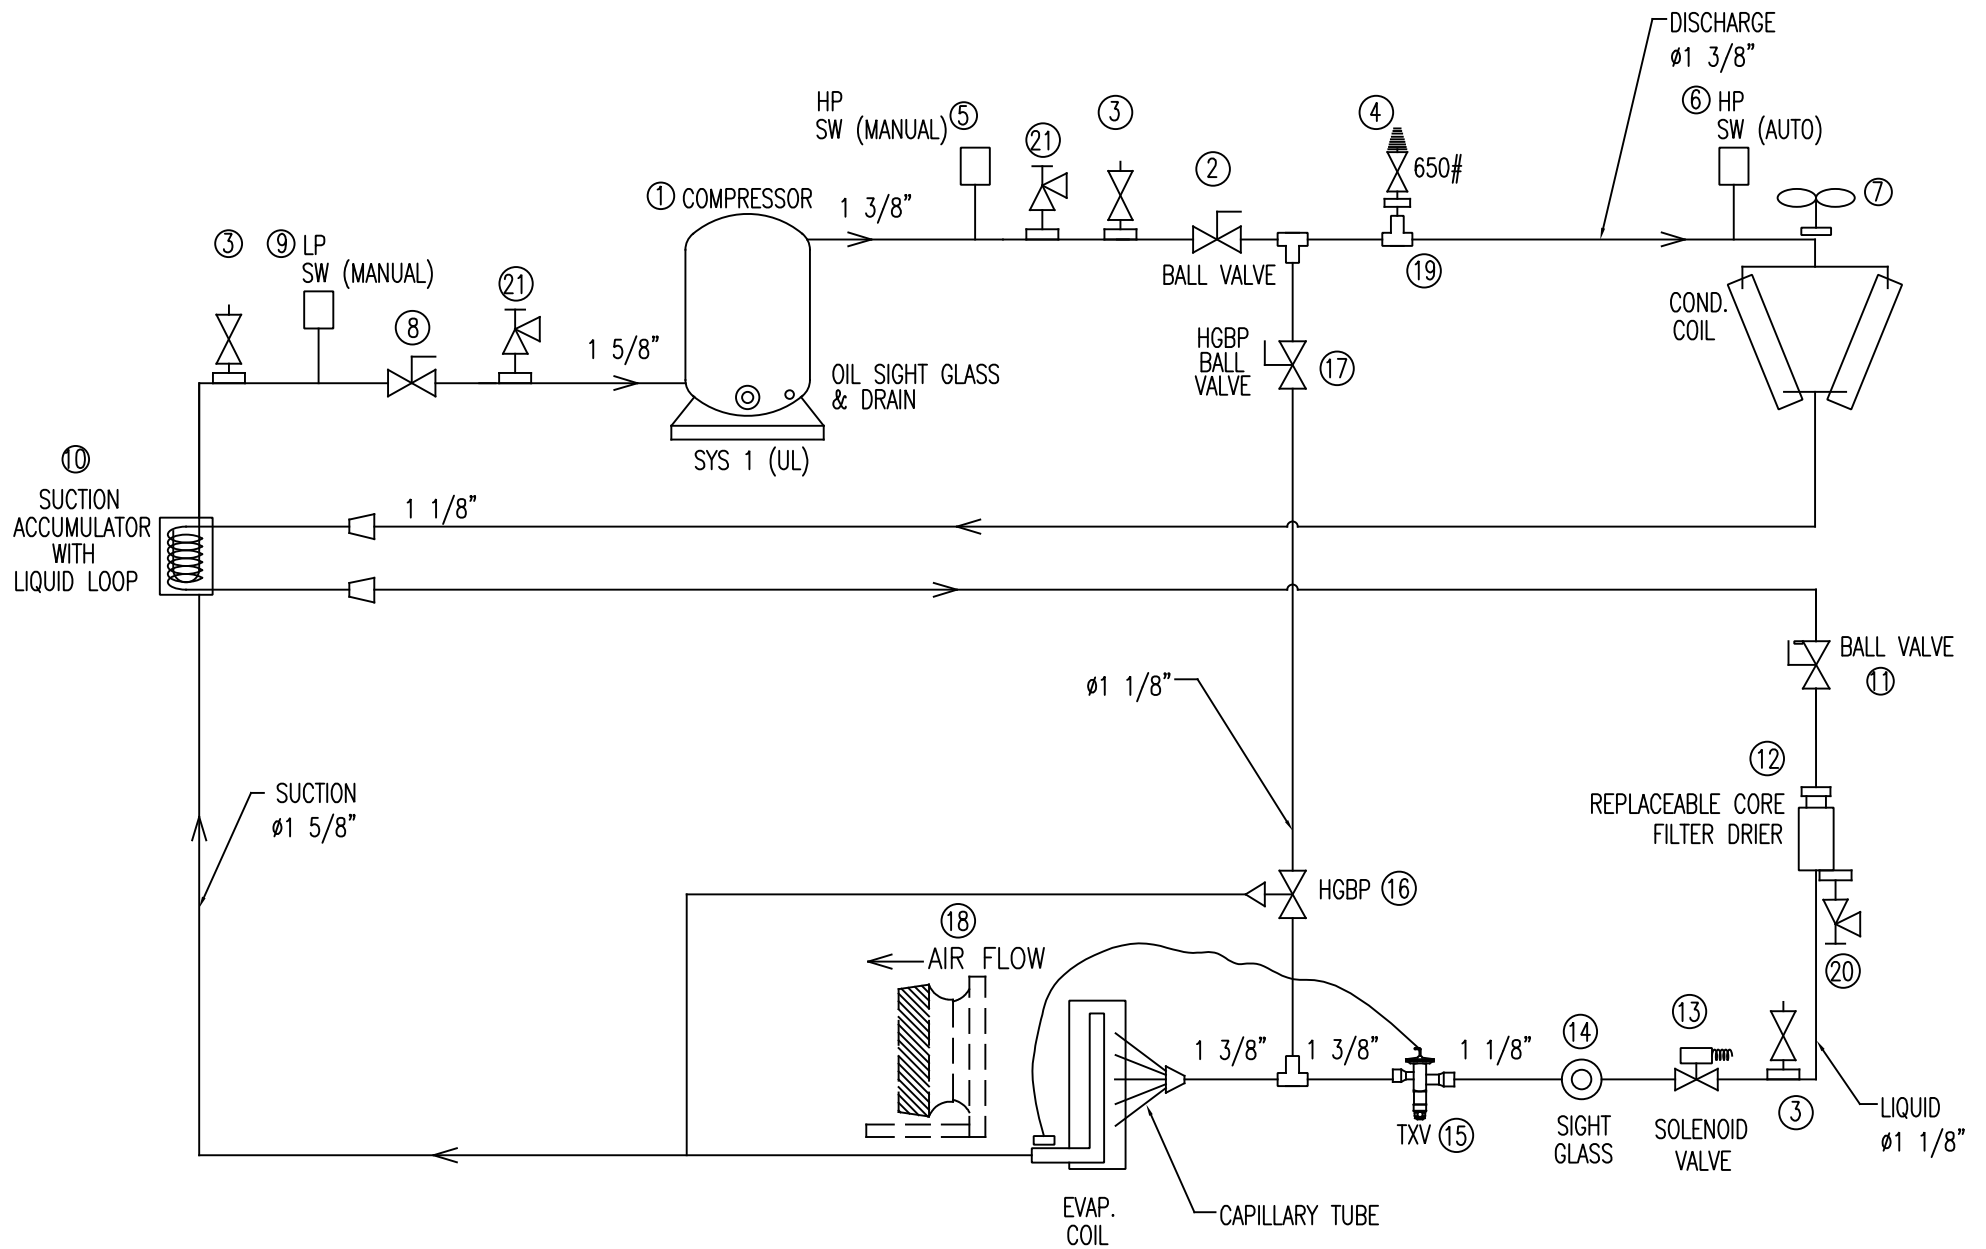 DISCHARGE
ø1 3/8"
HP
SW (MANUAL)
5
21
3
4
650#
6
HP
SW (AUTO)
7
2
1
COMPRESSOR
1 3/8"
BALL VALVE
19
3
9
LP
SW (MANUAL)
21
8
1 5/8"
OIL SIGHT GLASS
& DRAIN
SYS 1 (UL)
HGBP
BALL
VALVE
17
COND.
COIL
10
SUCTION
ACCUMULATOR
WITH
LIQUID LOOP
1 1/8"
BALL VALVE
11
ø1 1/8"
12
REPLACEABLE CORE
FILTER DRIER
SUCTION
ø1 5/8"
HGBP
16
18
AIR FLOW
20
13
14
1 3/8"
1 3/8"
1 1/8"
TXV
15
SIGHT
GLASS
SOLENOID
VALVE
3
LIQUID
ø1 1/8"
EVAP.
COIL
CAPILLARY TUBE